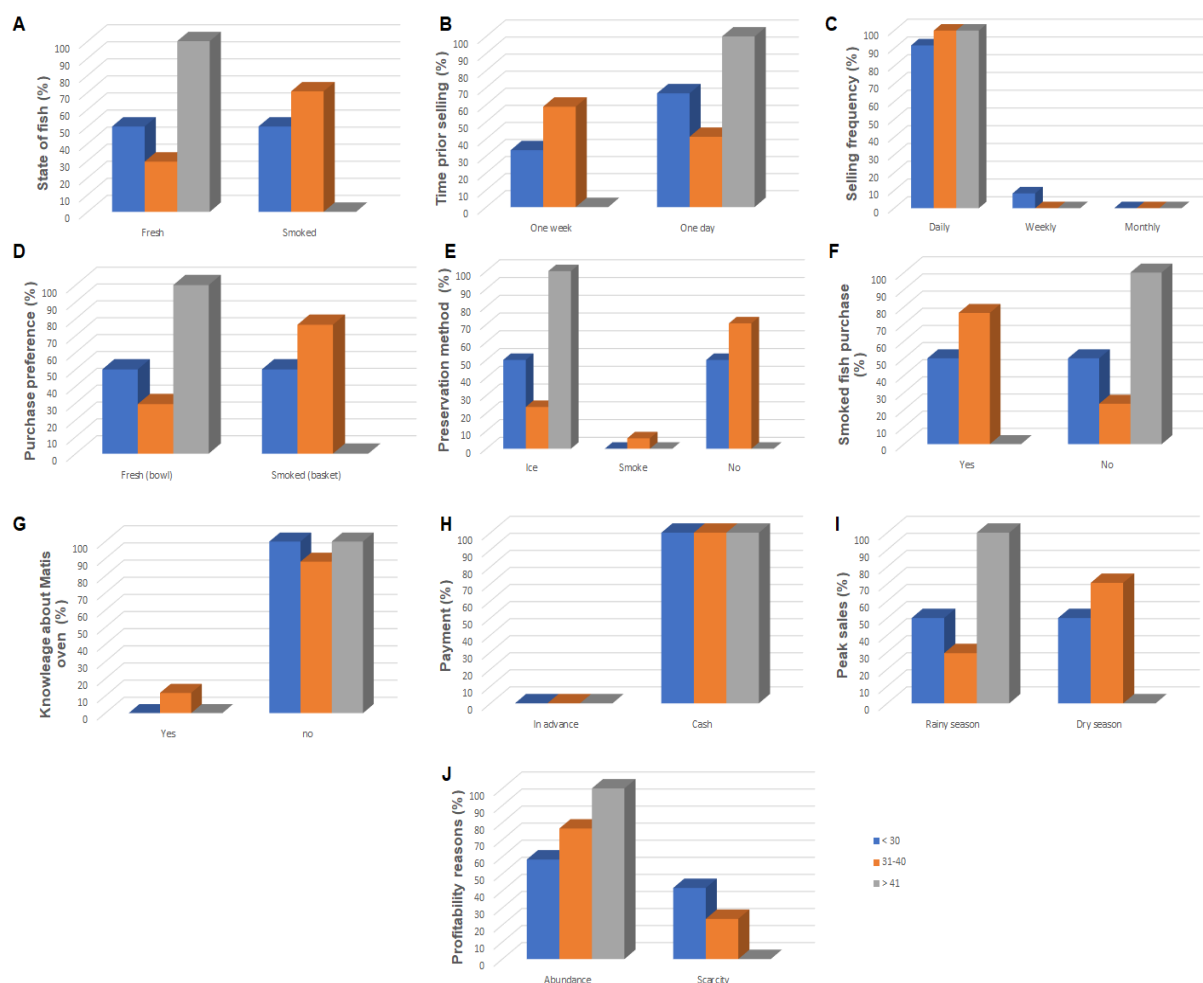 A
State of fish (%)
100
90
80
70
60
50
40
30
20
10
0
Fresh
Smoked
B
Time prior selling (%)
100
90
80
70
60
50
40
30
20
10
0
One week
One day
C
Selling frequency (%)
100
90
80
70
60
50
40
30
20
10
0
Daily
Weekly
Monthly
D
Purchase preference (%)
100
90
80
70
60
50
40
30
20
10
0
Fresh (bowl)
Smoked (basket)
E
Preservation method (%)
100
90
80
70
60
50
40
30
20
10
0
Ice
Smoke
No
F
Smoked fish purchase
(%)
100
90
80
70
60
50
40
30
20
10
0
Yes
No
G
Knowleage about Matis
oven (%)
100
90
80
70
60
50
40
30
20
10
0
Yes
no
H
Payment (%)
100
90
80
70
60
50
40
30
20
10
0
In advance
Cash
I
Peak sales (%)
100
90
80
70
60
50
40
30
20
10
0
Rainy season
Dry season
J
Profitability reasons (%)
100
90
80
70
60
50
40
30
20
10
0
Abundance
Scarcity
< 30
31-40
> 41